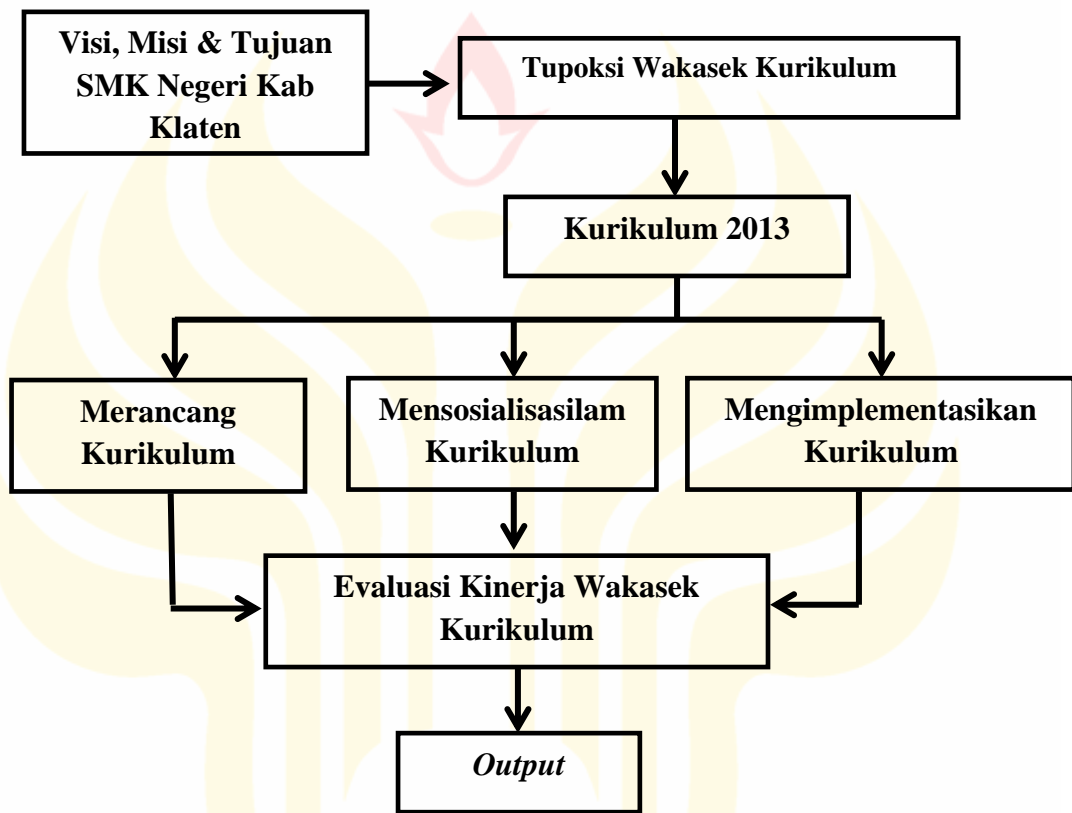 Visi, Misi & Tujuan
SMK Negeri Kab
Klaten
Tupoksi Wakasek Kurikulum
Kurikulum 2013
Merancang
Kurikulum
Mensosialisasilam
Kurikulum
Mengimplementasikan
Kurikulum
Evaluasi Kinerja Wakasek
Kurikulum
Output